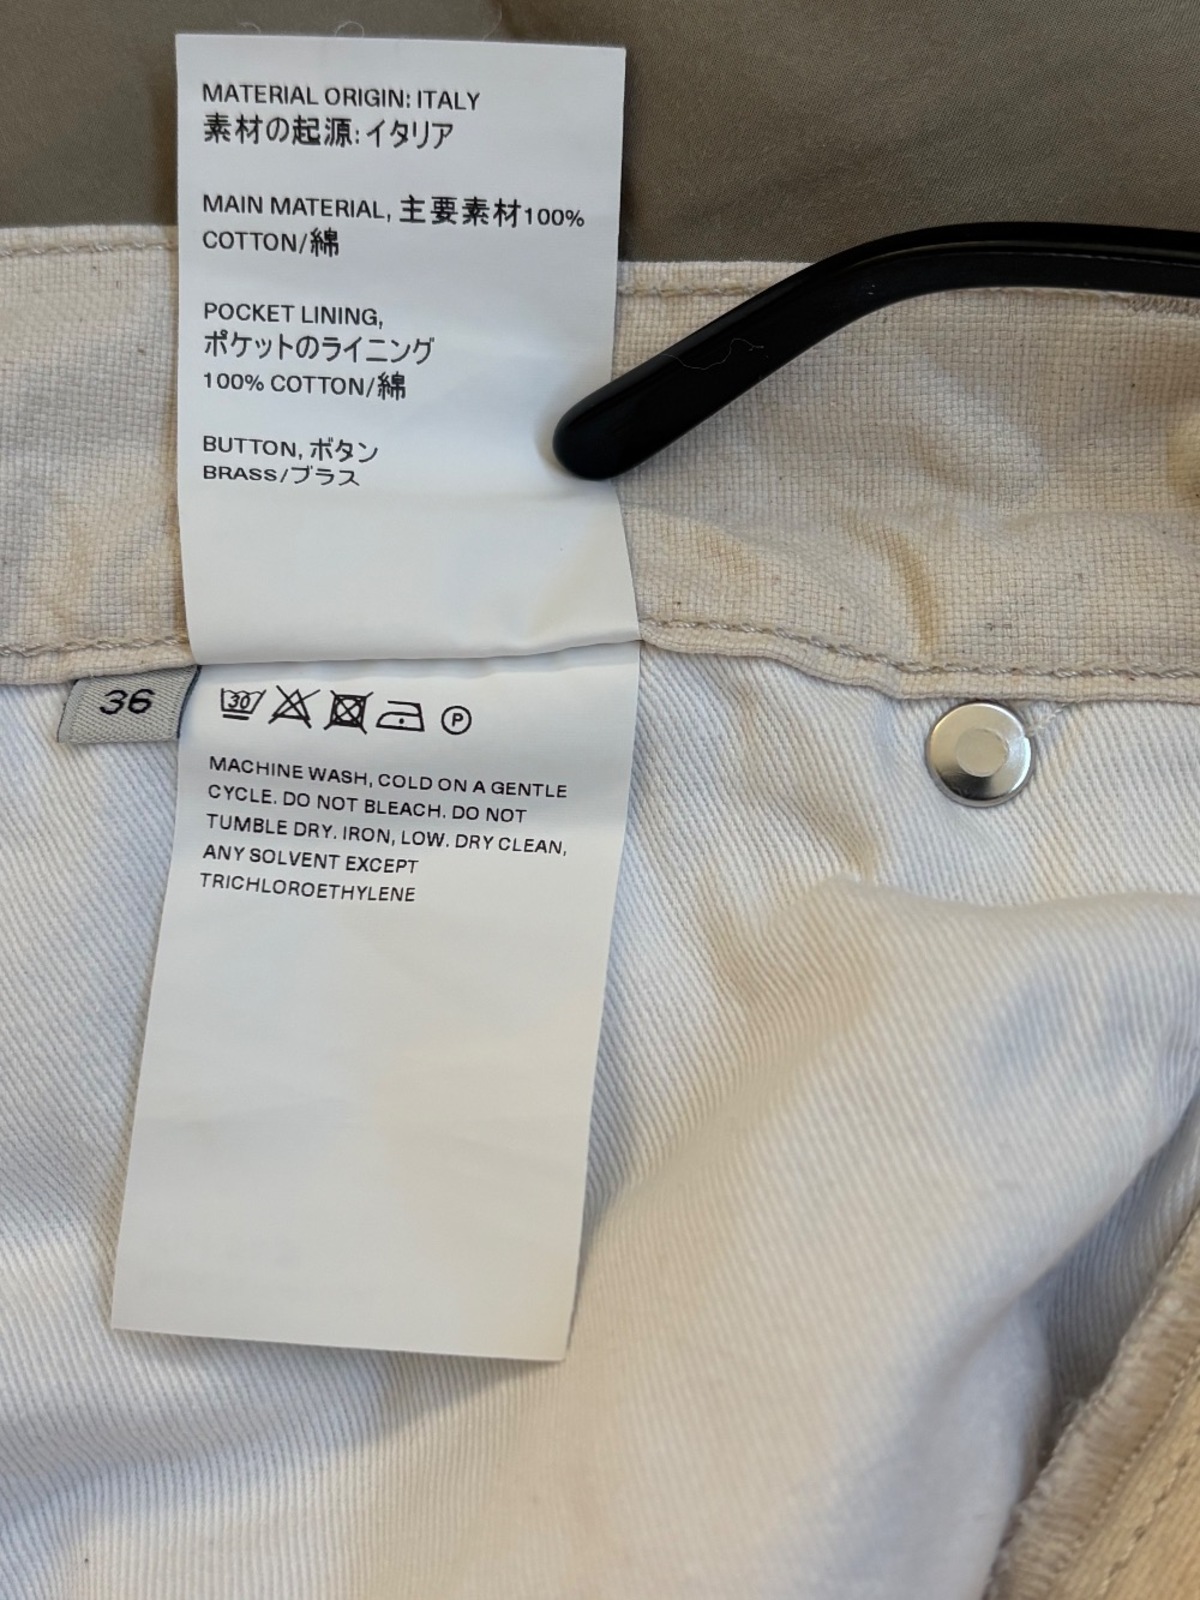 MATERIAL ORIGIN: ITALY
素材の起源: イタリア
MAIN MATERIAL, 主要素材100%
COTTON/綿
POCKET LINING,
ポケットのライニング
100% COTTON/綿
BUTTON, ボタン
BRASS/ブラス
36
30 P
MACHINE WASH, COLD ON A GENTLE
CYCLE. DO NOT BLEACH. DO NOT
TUMBLE DRY. IRON, LOW. DRY CLEAN,
ANY SOLVENT EXCEPT
TRICHLOROETHYLENE